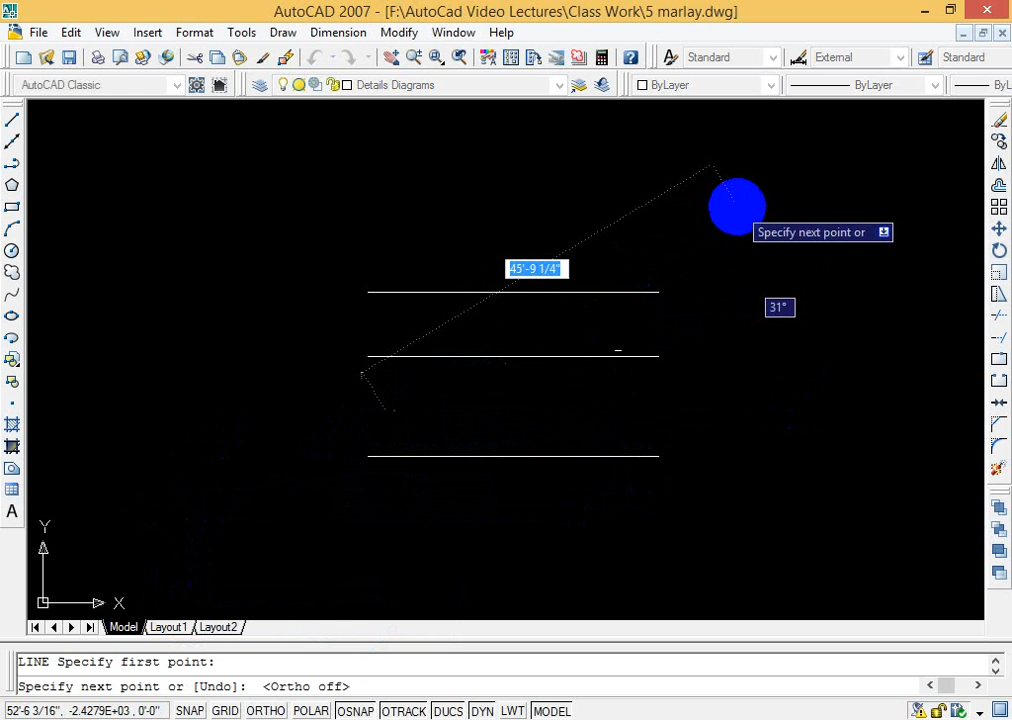 AutoCAD 2007 - [F:\AutoCad Video Lectures\Class Work\5 marlay.dwg]
File Edit View Insert Format Tools Draw Dimension Modify Window Help
Standard External Standard
AutoCAD Classic Details Diagrams ByLayer ByLayer ByL
Specify next point or
45'-9 1/4"
31°
Y
X
Model Layout1 Layout2
LINE Specify first point:
Specify next point or [Undo]: <Ortho off>
52'-6 3/16", -2.4279E+03 , 0'-0" SNAP GRID ORTHO POLAR OSNAP OTRACK DUCS DYN LWT MODEL
A